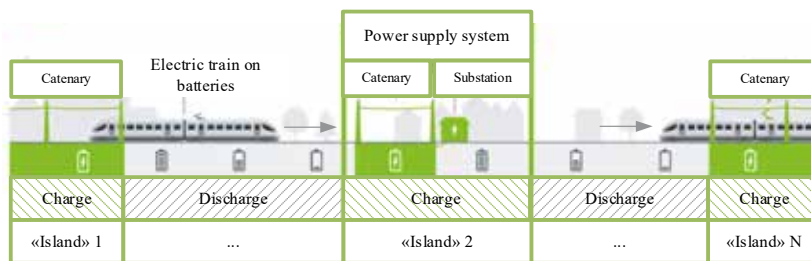 Power supply system
Catenary
Electric train on
batteries
Catenary
Substation
Catenary
Charge
Discharge
Charge
Discharge
Charge
«Island» 1
...
«Island» 2
...
«Island» N